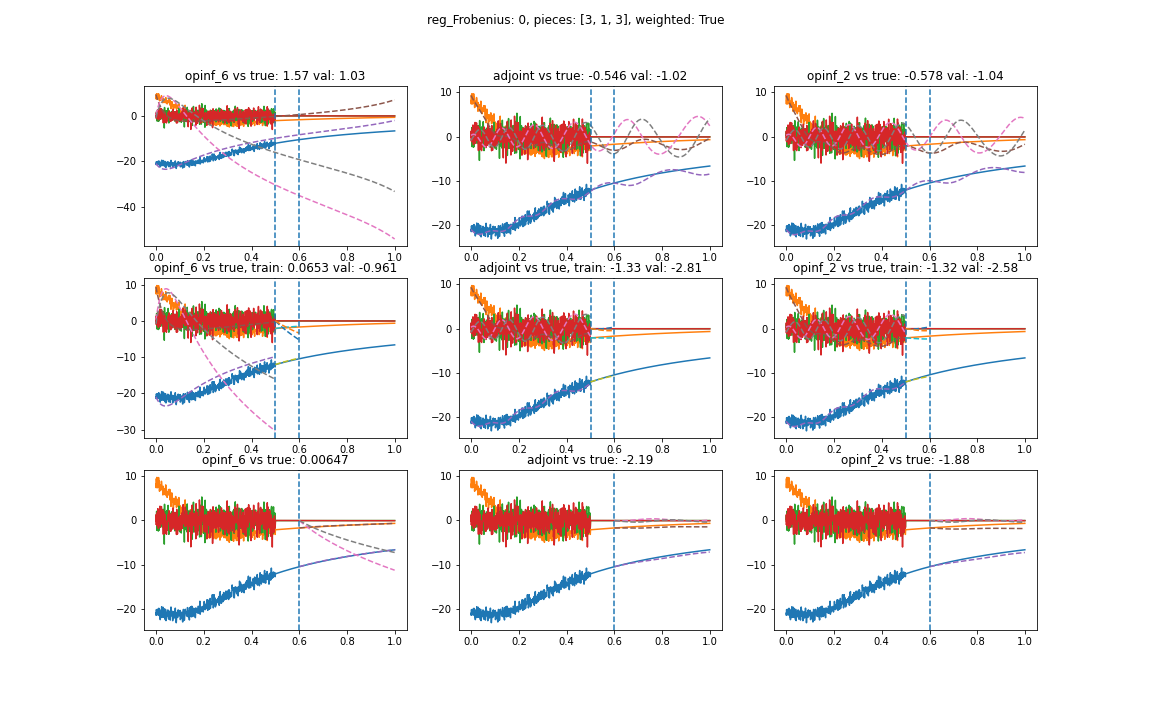 reg_Frobenius: 0, pieces: [3, 1, 3], weighted: True
opinf_6 vs true: 1.57 val: 1.03
adjoint vs true: -0.546 val: -1.02
opinf_2 vs true: -0.578 val: -1.04
0
−20
−40
0.0 0.2 0.4 0.6 0.8 1.0
10
0
−10
−20
0.0 0.2 0.4 0.6 0.8 1.0
10
0
−10
−20
0.0 0.2 0.4 0.6 0.8 1.0
opinf_6 vs true, train: 0.0653 val: -0.961
adjoint vs true, train: -1.33 val: -2.81
opinf_2 vs true, train: -1.32 val: -2.58
10
0
−10
−20
−30
0.0 0.2 0.4 0.6 0.8 1.0
10
0
−10
−20
0.0 0.2 0.4 0.6 0.8 1.0
10
0
−10
−20
0.0 0.2 0.4 0.6 0.8 1.0
opinf_6 vs true: 0.00647
adjoint vs true: -2.19
opinf_2 vs true: -1.88
10
0
−10
−20
0.0 0.2 0.4 0.6 0.8 1.0
10
0
−10
−20
0.0 0.2 0.4 0.6 0.8 1.0
10
0
−10
−20
0.0 0.2 0.4 0.6 0.8 1.0